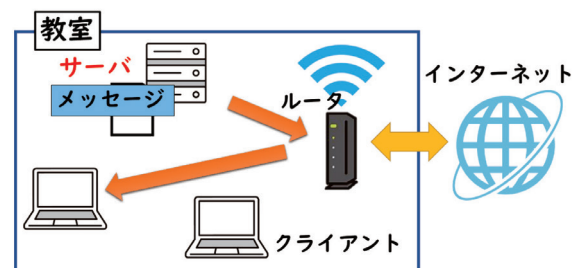 教室
サーバ
メッセージ
ルータ
インターネット
クライアント